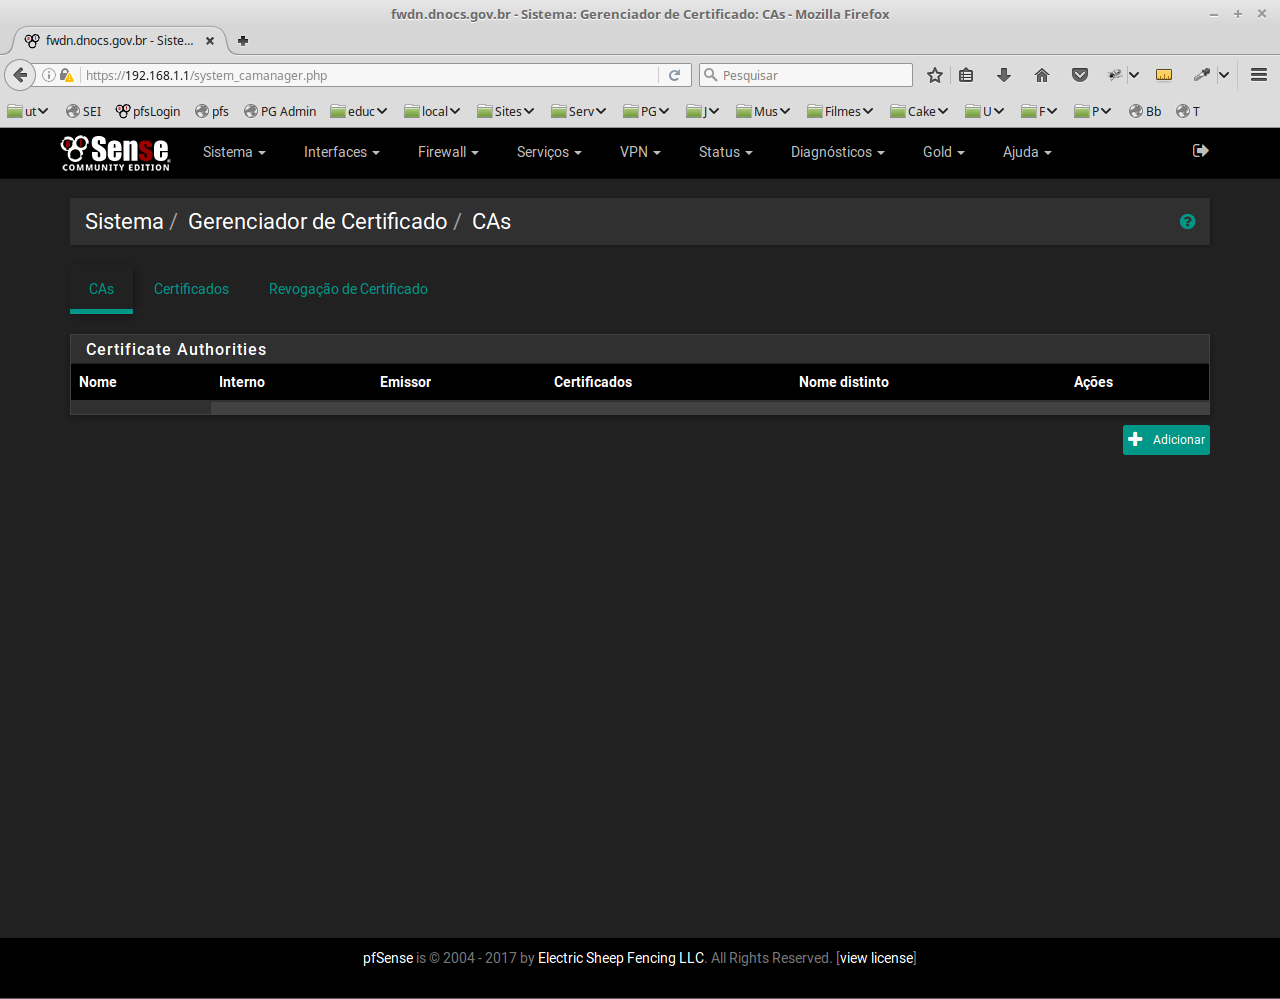 fwdn.dnocs.gov.br - Sistema: Gerenciador de Certificado: CAs - Mozilla Firefox
fwdn.dnocs.gov.br - Siste...
https://192.168.1.1/system_camanager.php
Pesquisar
ut SEI pfsLogin pfs PG Admin educ local Sites Serv PG J Mus Filmes Cake U F P Bb T
Sense
COMMUNITY EDITION
Sistema Interfaces Firewall Serviços VPN Status Diagnósticos Gold Ajuda
Sistema / Gerenciador de Certificado / CAs
CAs Certificados Revogação de Certificado
Certificate Authorities
Nome Interno Emissor Certificados Nome distinto Ações
Adicionar
pfSense is © 2004 - 2017 by Electric Sheep Fencing LLC. All Rights Reserved. [view license]